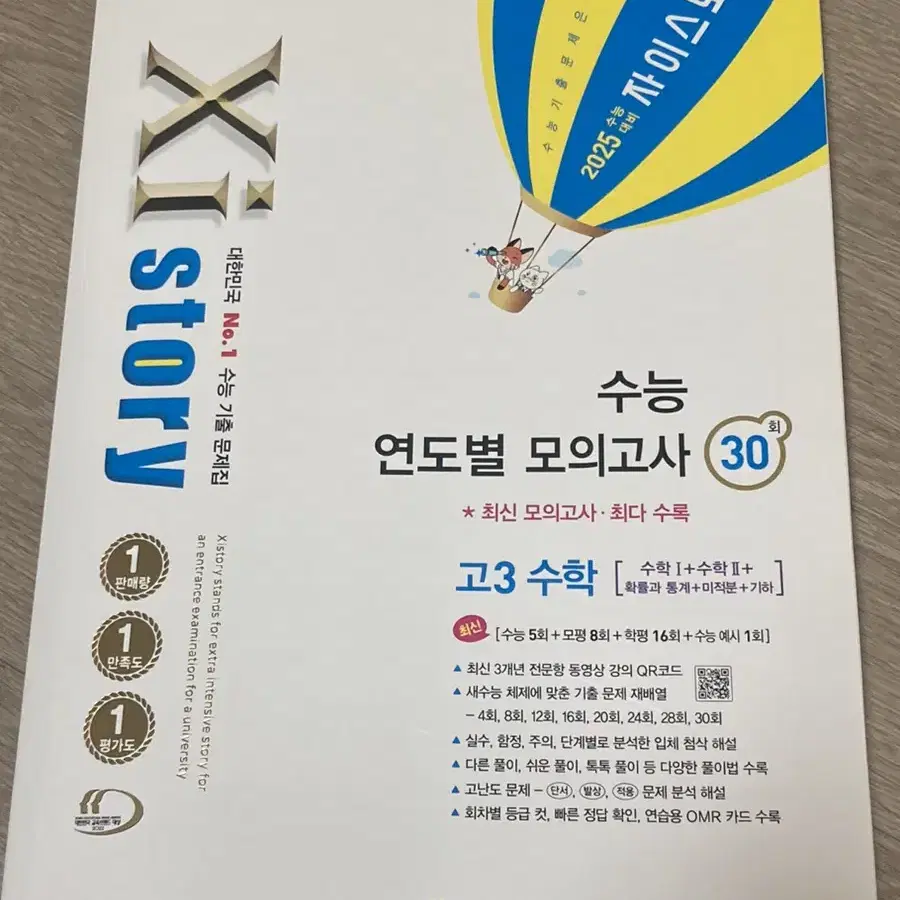 Xi
story
대한민국 No.1 수능 기출 문제집
Xistory stands for extra intensive story for
an entrance examination for a university
1
판매량
1
만족도
1
평가도
수능기출문제은
2025 수능
대비
자이스
수능
연도별 모의고사 30회
* 최신 모의고사·최다 수록
고3 수학
[수학 I+수학 II+
확률과 통계+미적분+기하]
최신 [수능 5회+모평 8회+학평 16회+수능 예시 1회]
▲ 최신 3개년 전문항 동영상 강의 QR코드
▲ 새수능 체제에 맞춘 기출 문제 재배열
– 4회, 8회, 12회, 16회, 20회, 24회, 28회, 30회
▲ 실수, 함정, 주의, 단계별로 분석한 입체 첨삭 해설
▲ 다른 풀이, 쉬운 풀이, 톡톡 풀이 등 다양한 풀이법 수록
▲ 고난도 문제 – 단서, 발상, 적용 문제 분석 해설
▲ 회차별 등급 컷, 빠른 정답 확인, 연습용 OMR 카드 수록